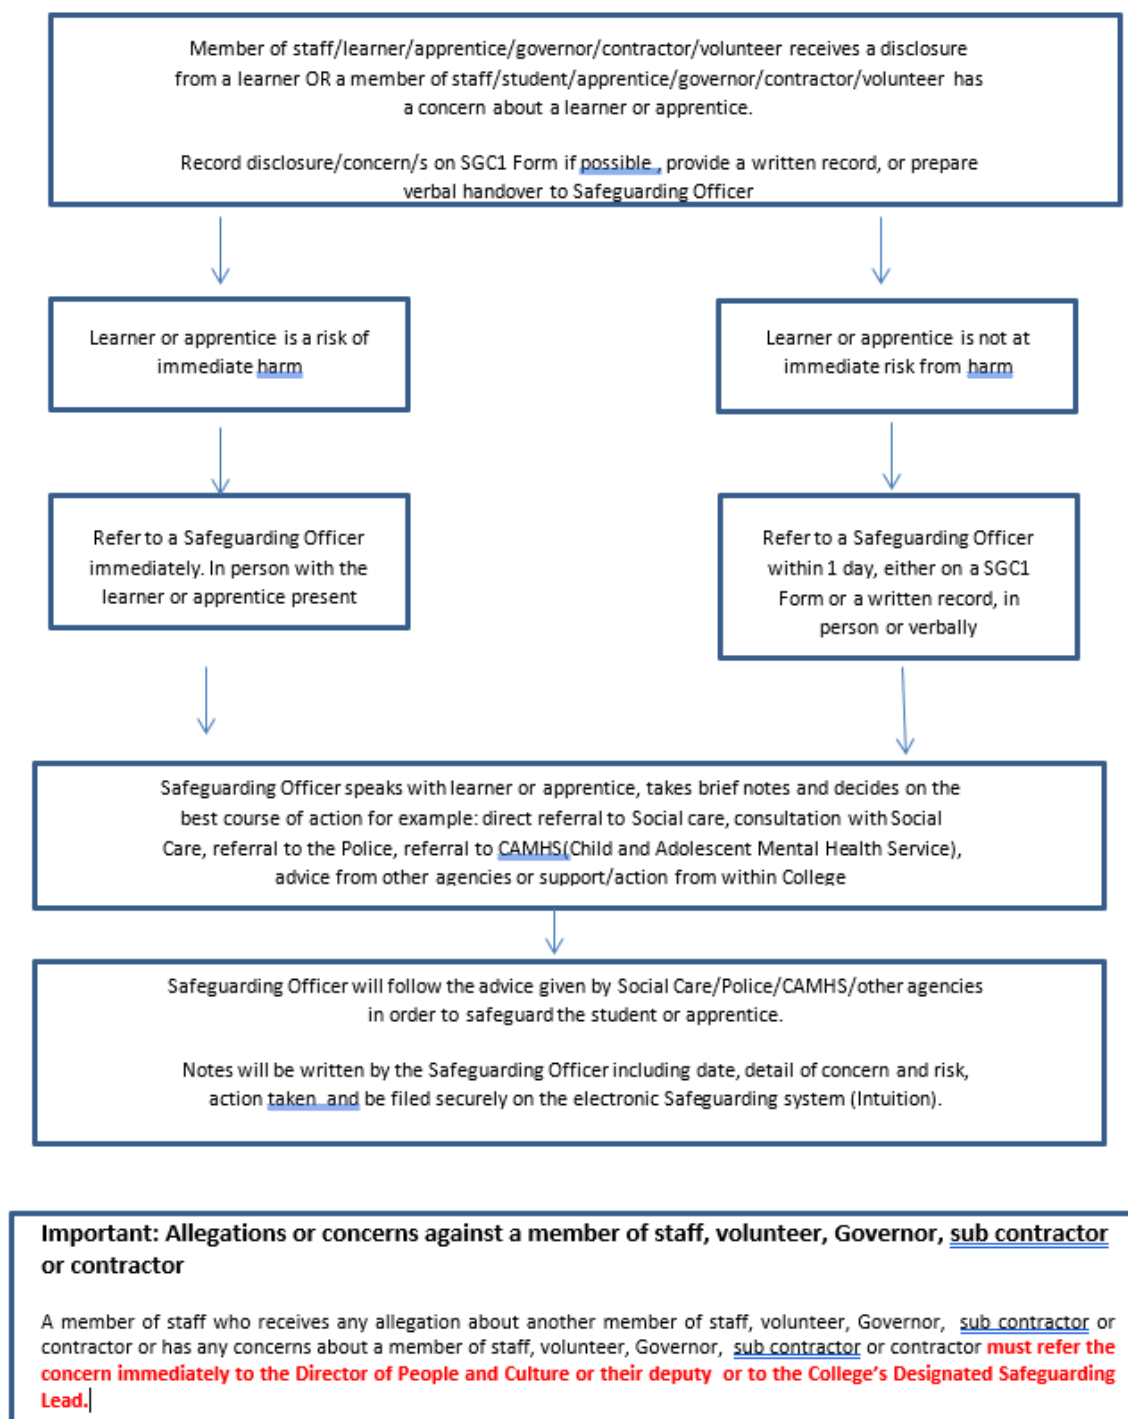 Member of staff/learner/apprentice/governor/contractor/volunteer receives a disclosure
from a learner OR a member of staff/student/apprentice/governor/contractor/volunteer has
a concern about a learner or apprentice.
Record disclosure/concern/s on SGC1 Form if possible , provide a written record, or prepare
verbal handover to Safeguarding Officer
Learner or apprentice is a risk of
immediate harm
Learner or apprentice is not at
immediate risk from harm
Refer to a Safeguarding Officer
immediately. In person with the
learner or apprentice present
Refer to a Safeguarding Officer
within 1 day, either on a SGC1
Form or a written record, in
person or verbally
Safeguarding Officer speaks with learner or apprentice, takes brief notes and decides on the
best course of action for example: direct referral to Social care, consultation with Social
Care, referral to the Police, referral to CAMHS(Child and Adolescent Mental Health Service),
advice from other agencies or support/action from within College
Safeguarding Officer will follow the advice given by Social Care/Police/CAMHS/other agencies
in order to safeguard the student or apprentice.
Notes will be written by the Safeguarding Officer including date, detail of concern and risk,
action taken  and be filed securely on the electronic Safeguarding system (Intuition).
Important: Allegations or concerns against a member of staff, volunteer, Governor, sub contractor
or contractor
A member of staff who receives any allegation about another member of staff, volunteer, Governor,  sub contractor or
contractor or has any concerns about a member of staff, volunteer, Governor,  sub contractor or contractor must refer the
concern immediately to the Director of People and Culture or their deputy  or to the College's Designated Safeguarding
Lead.